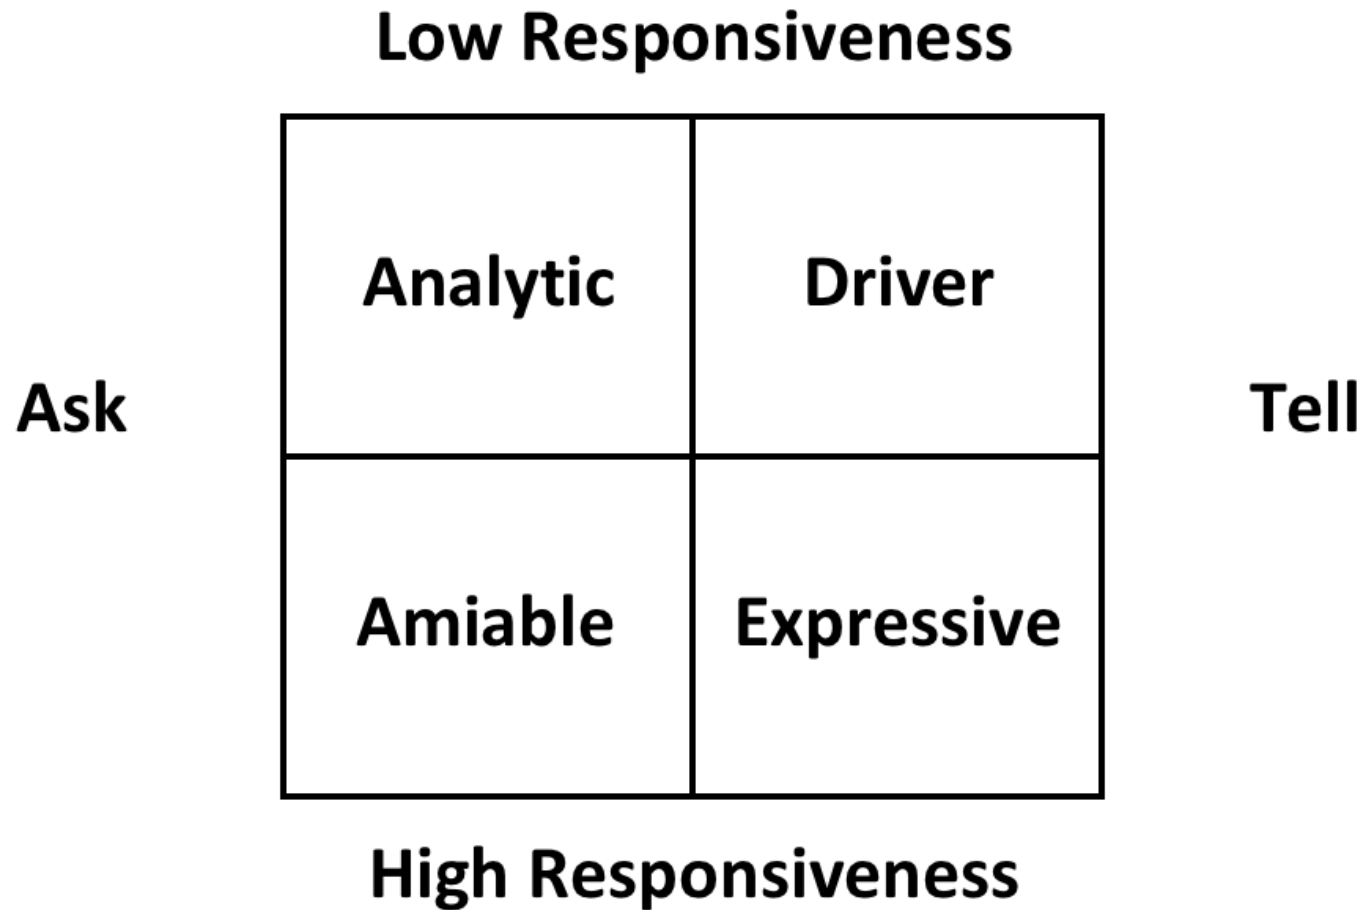 Low Responsiveness
Analytic
Driver
Ask
Tell
Amiable
Expressive
High Responsiveness